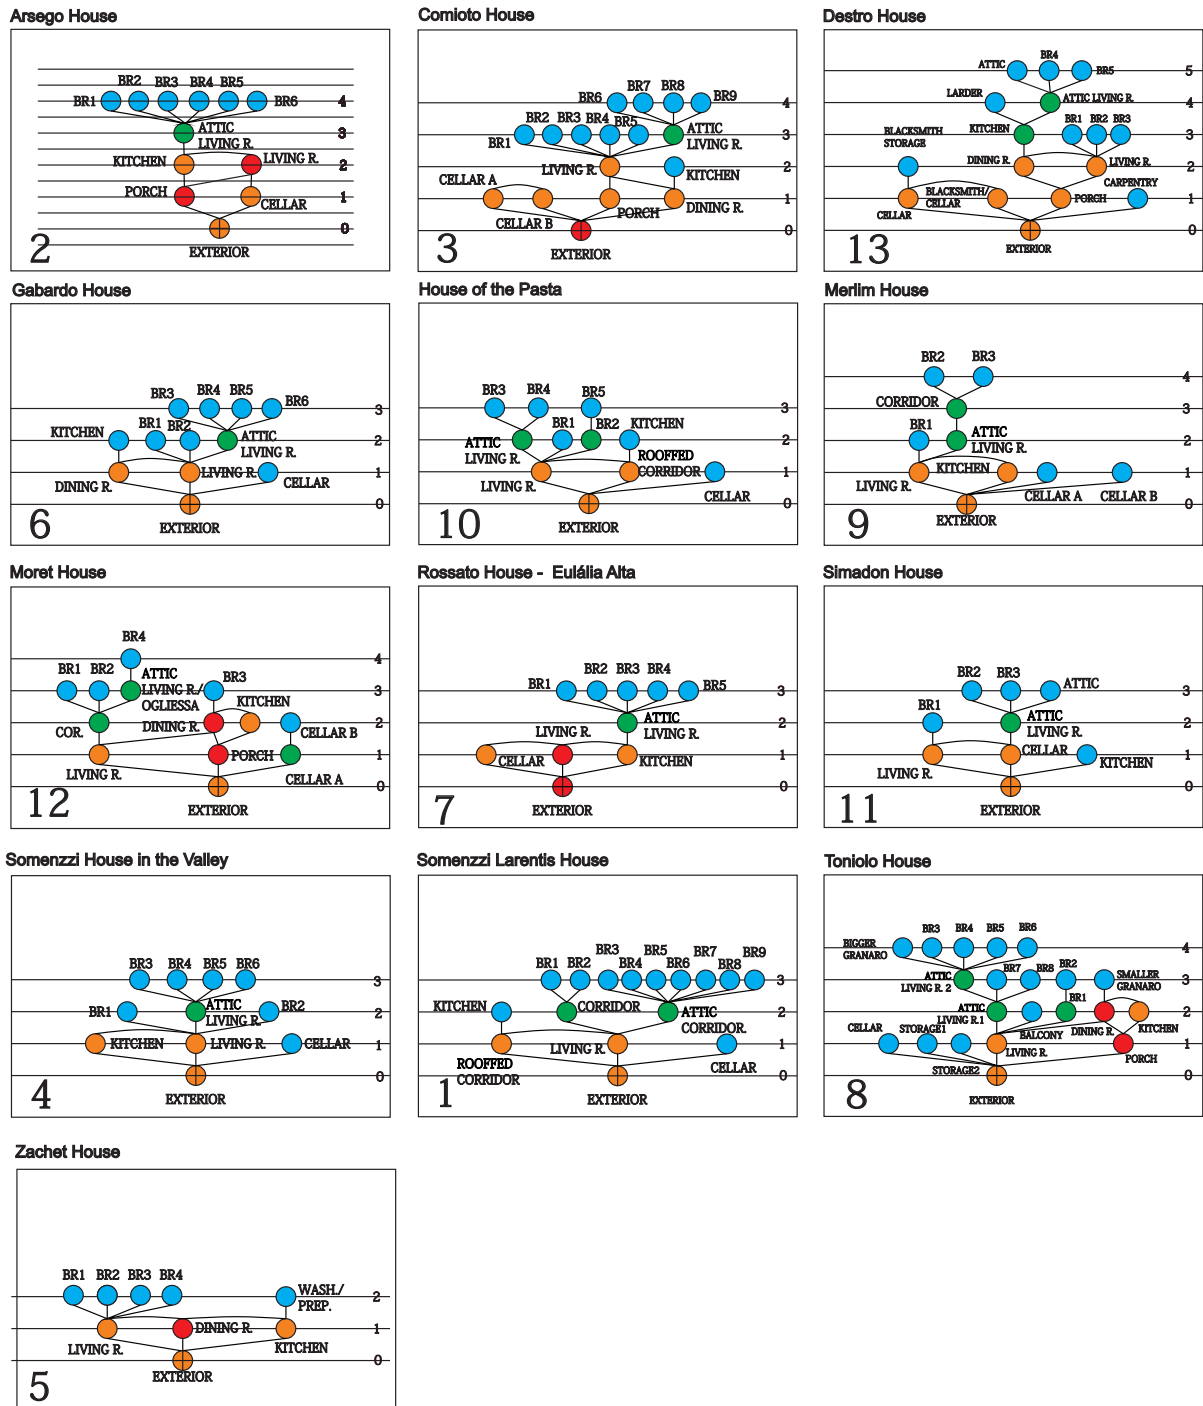 Arsego House
BR2 BR3 BR4 BR5
BR1 BR6 4
ATTIC 3
LIVING R.
KITCHEN LIVING R. 2
PORCH 1
CELLAR
0
EXTERIOR
2
Comioto House
BR7 BR8
BR6 BR9
4
BR2 BR3 BR4 BR5 ATTIC 3
BR1 LIVING R.
LIVING R. 2
KITCHEN
CELLAR A
1
PORCH DINING R.
CELLAR B
0
EXTERIOR
3
Destro House
BR4
ATTIC BR5 5
LARDER ATTIC LIVING R. 4
BR1 BR2 BR3
BLACKSMITH KITCHEN 3
STORAGE
DINING R. LIVING R. 2
CARPENTRY
BLACKSMITH/ PORCH 1
CELLAR
CELLAR
0
EXTERIOR
13
Gabardo House
BR4 BR5
BR3 BR6
3
BR1 BR2
KITCHEN ATTIC 2
LIVING R.
LIVING R. 1
DINING R. CELLAR
0
EXTERIOR
6
House of the Pasta
BR3 BR4 BR5
3
BR1 BR2 KITCHEN
ATTIC 2
LIVING R. ROOFFED
CORRIDOR 1
LIVING R. CELLAR
0
EXTERIOR
10
Merlim House
BR2 BR3
4
CORRIDOR 3
BR1 ATTIC 2
LIVING R.
KITCHEN 1
LIVING R. CELLAR A CELLAR B
0
EXTERIOR
9
Moret House
BR4
4
BR1 BR2 ATTIC BR3
LIVING R./ 3
OGLIESSA KITCHEN
COR. DINING R. 2
CELLAR B
PORCH 1
LIVING R. CELLAR A
0
EXTERIOR
12
Rossato House - Eulália Alta
BR2 BR3 BR4
BR1 BR5 3
ATTIC 2
LIVING R. LIVING R.
CELLAR KITCHEN 1
0
EXTERIOR
7
Simadon House
BR2 BR3 ATTIC
3
BR1 ATTIC 2
LIVING R.
CELLAR 1
LIVING R. KITCHEN
0
EXTERIOR
11
Somenzzi House in the Valley
BR3 BR4 BR5 BR6
3
BR1 ATTIC BR2
LIVING R. 2
KITCHEN LIVING R. CELLAR 1
0
EXTERIOR
4
Somenzzi Larentis House
BR3 BR5 BR7 BR9
BR1 BR2 BR4 BR6 BR8
3
KITCHEN CORRIDOR ATTIC 2
CORRIDOR.
LIVING R. 1
ROOFFED CELLAR
CORRIDOR
0
EXTERIOR
1
Toniolo House
BR3 BR4 BR5 BR6
BIGGER 4
GRANARO
BR7 BR8 BR2
ATTIC SMALLER 3
LIVING R. 2 GRANARO
ATTIC BR1 2
LIVING R.1 BALCONY DINING R. KITCHEN
CELLAR STORAGE1
LIVING R. 1
PORCH
STORAGE2 0
EXTERIOR
8
Zachet House
BR1 BR2 BR3 BR4
WASH./ 2
PREP.
DINING R. 1
LIVING R. KITCHEN
0
EXTERIOR
5